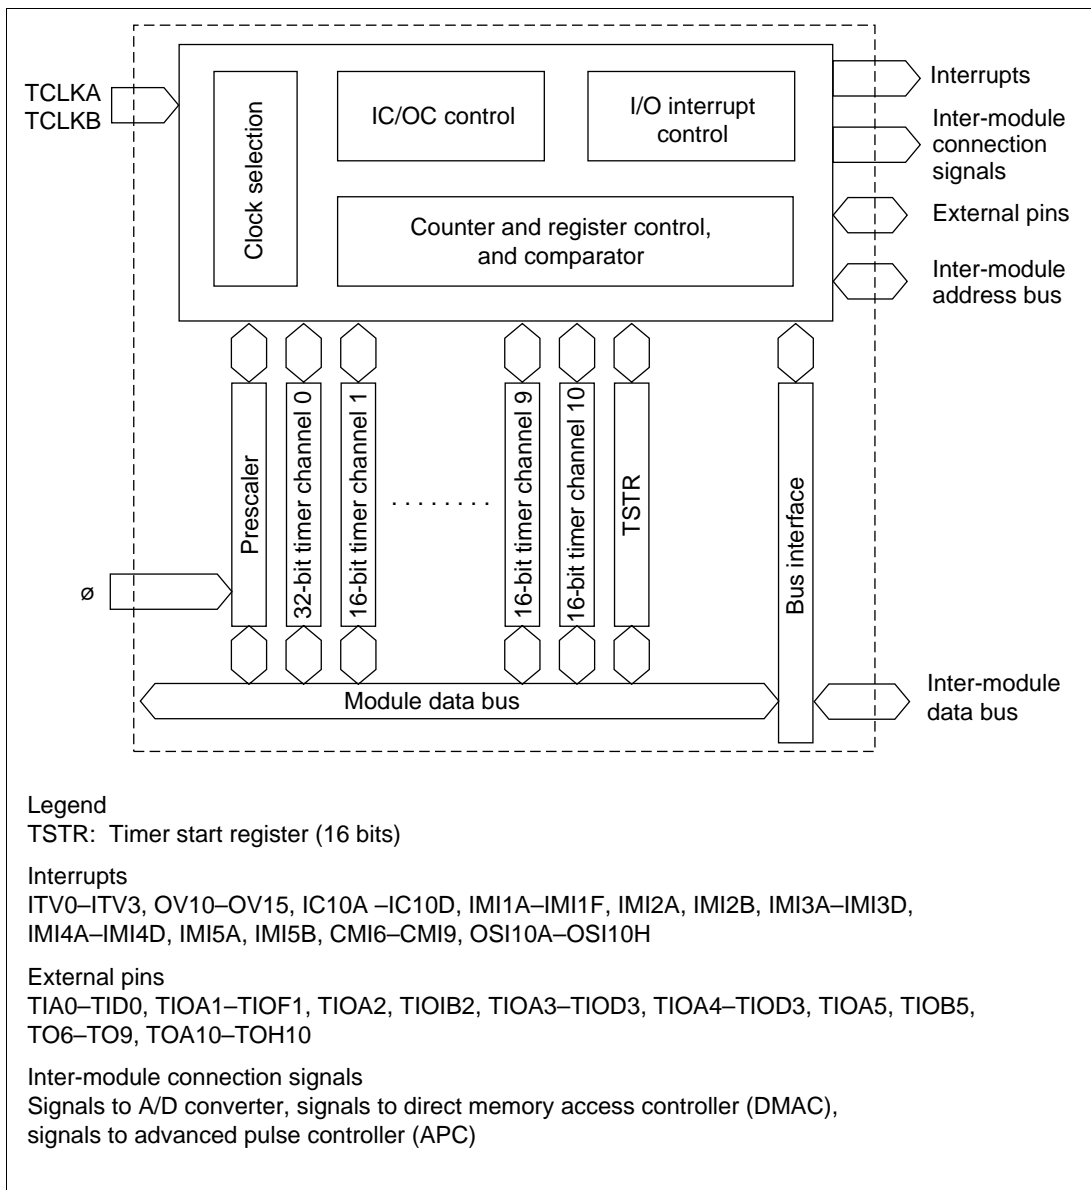 TCLKA
TCLKB
Clock selection
IC/OC control
I/O interrupt
control
Counter and register control,
and comparator
Interrupts
Inter-module
connection
signals
External pins
Inter-module
address bus
Prescaler
32-bit timer channel 0
16-bit timer channel 1
. . . . . . . .
16-bit timer channel 9
16-bit timer channel 10
TSTR
Bus interface
ø
Module data bus
Inter-module
data bus
Legend
TSTR: Timer start register (16 bits)
Interrupts
ITV0–ITV3, OV10–OV15, IC10A –IC10D, IMI1A–IMI1F, IMI2A, IMI2B, IMI3A–IMI3D,
IMI4A–IMI4D, IMI5A, IMI5B, CMI6–CMI9, OSI10A–OSI10H
External pins
TIA0–TID0, TIOA1–TIOF1, TIOA2, TIOIB2, TIOA3–TIOD3, TIOA4–TIOD3, TIOA5, TIOB5,
TO6–TO9, TOA10–TOH10
Inter-module connection signals
Signals to A/D converter, signals to direct memory access controller (DMAC),
signals to advanced pulse controller (APC)